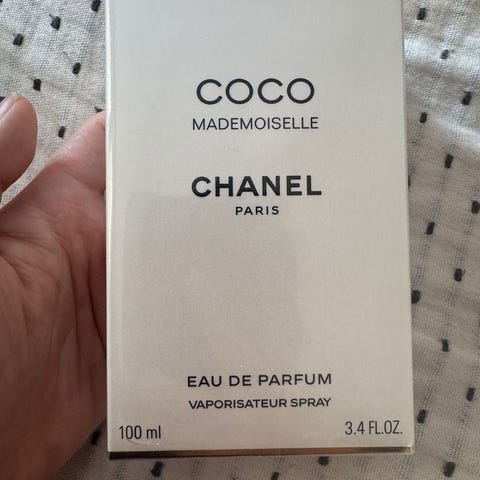 COCO
MADEMOISELLE
CHANEL
PARIS
EAU DE PARFUM
VAPORISATEUR SPRAY
100 ml 3.4 FL.OZ.